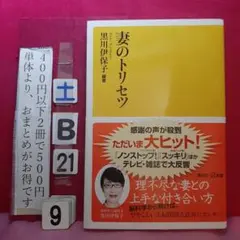 400円以下2冊で500円
単体より、おまとめがお得です
土
B
21
9
妻のトリセツ
黒川伊保子 編著
感謝の声が殺到
ただいま大ヒット!
「ノンストップ!」「スッキリ」ほか
テレビ・雑誌で大反響
理不尽な妻との
上手な付き合い方